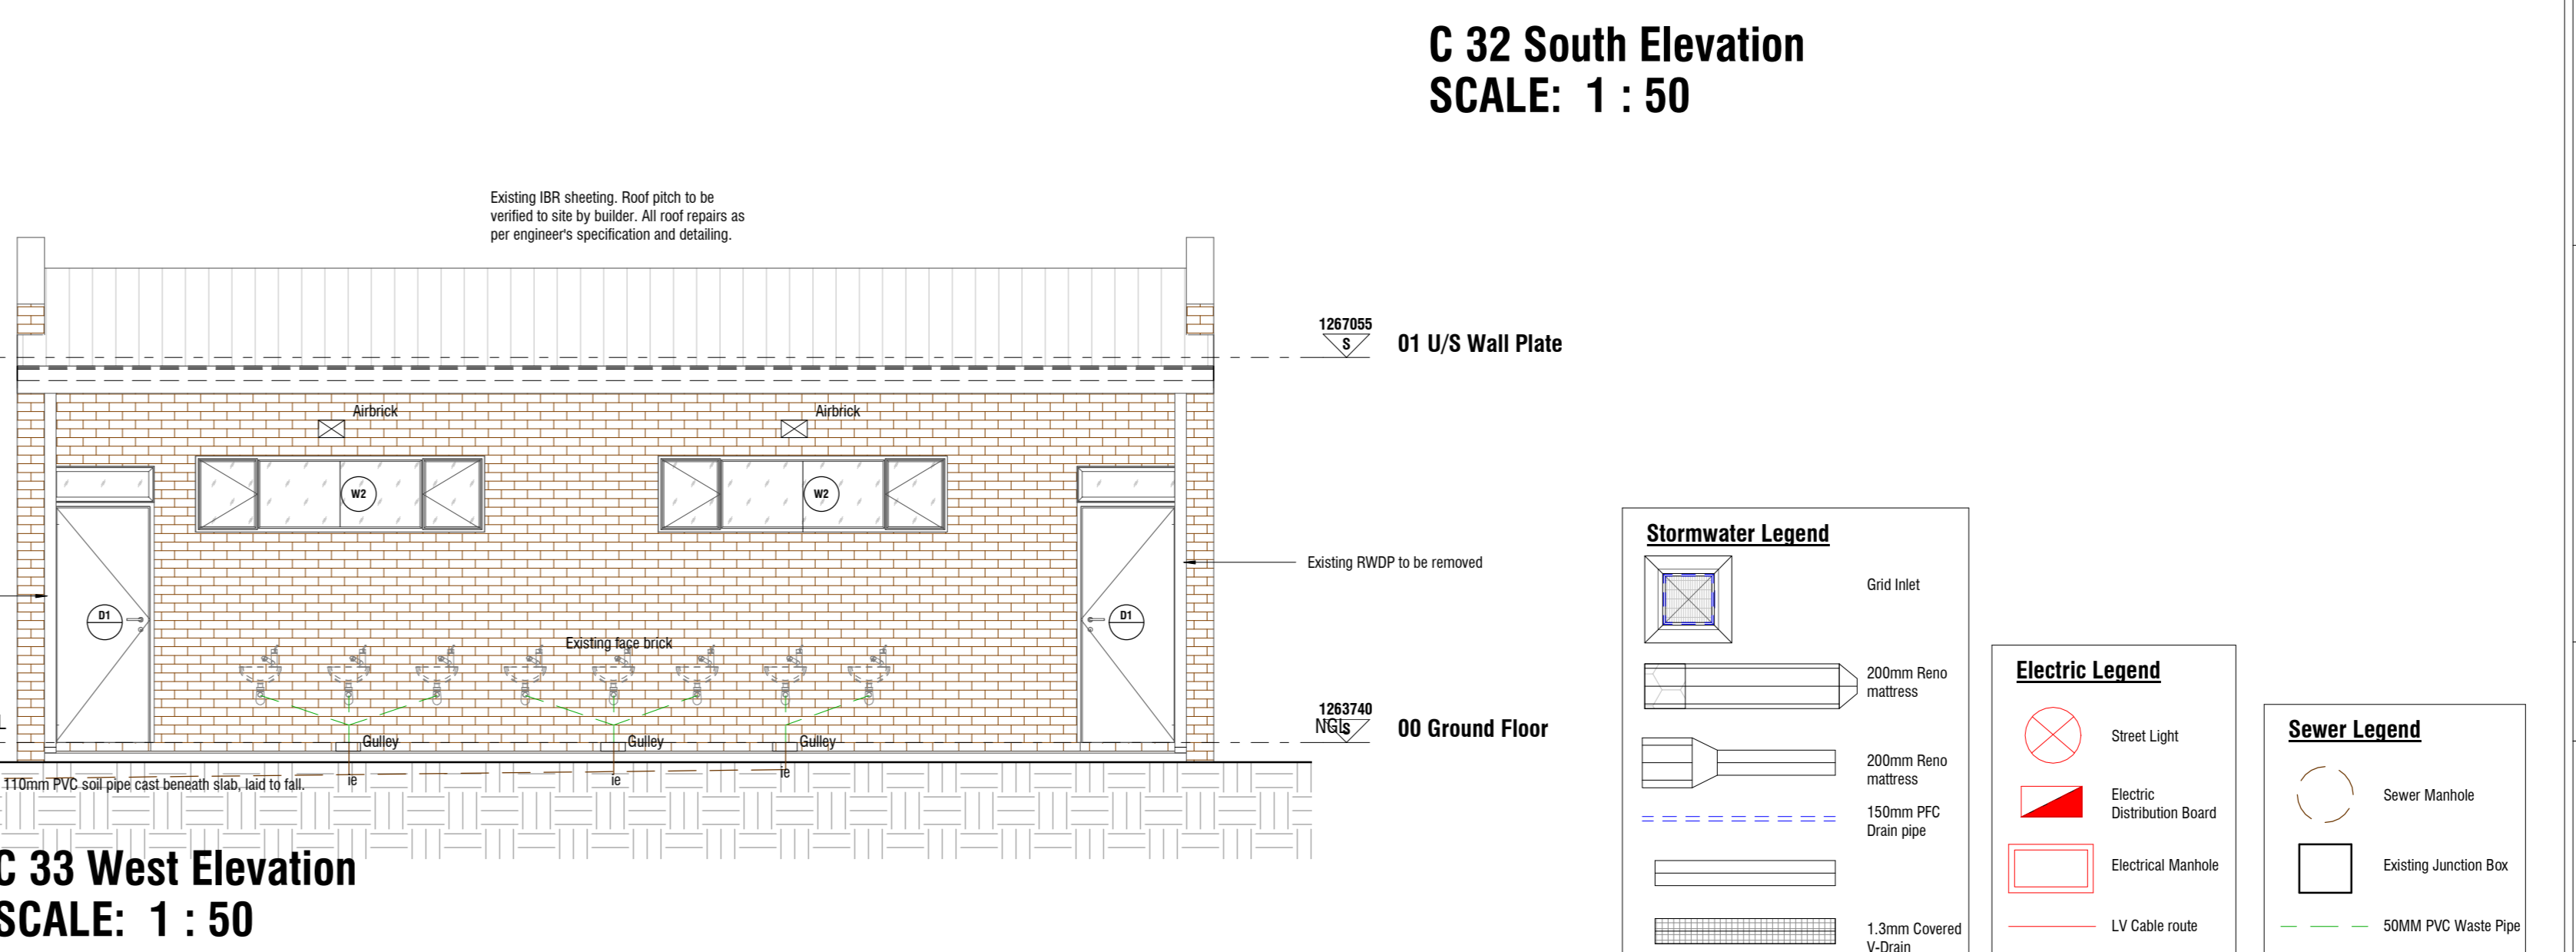 C 32 South Elevation
SCALE: 1 : 50
Existing IBR sheeting. Roof pitch to be
verified to site by builder. All roof repairs as
per engineer's specification and detailing.
1267055
S
01 U/S Wall Plate
Airbrick
Airbrick
W2
W2
Existing RWDP to be removed
D1
D1
Existing face brick
1263740
NGL
S
00 Ground Floor
Gulley
Gulley
Gulley
ie
ie
ie
110mm PVC soil pipe cast beneath slab, laid to fall.
C 33 West Elevation
SCALE: 1 : 50
Stormwater Legend
Grid Inlet
200mm Reno
mattress
200mm Reno
mattress
150mm PFC
Drain pipe
1.3mm Covered
V-Drain
Electric Legend
Street Light
Electric
Distribution Board
Electrical Manhole
LV Cable route
Sewer Legend
Sewer Manhole
Existing Junction Box
50MM PVC Waste Pipe